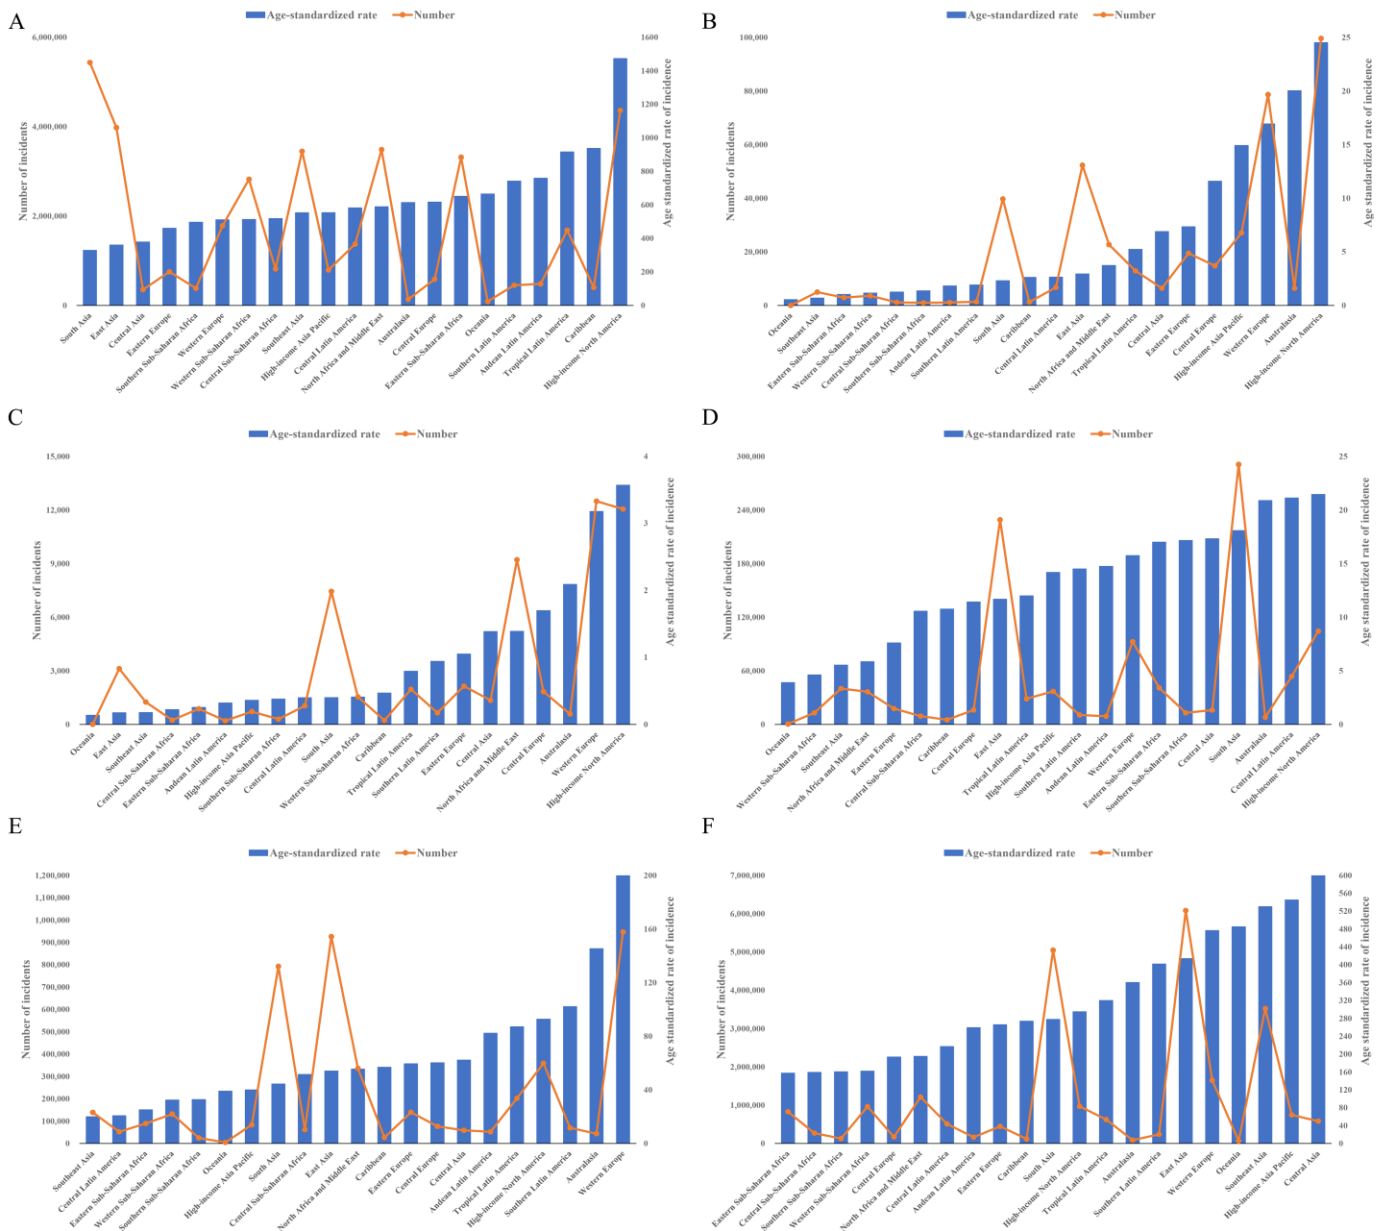 A
Age-standardized rate
Number
Number of incidents
6,000,000
4,000,000
2,000,000
0
1600
1400
1200
1000
800
600
400
200
0
Age standardized rate of incidence
South Asia
East Asia
Central Asia
Eastern Europe
Southern Sub-Saharan Africa
Western Europe
Western Sub-Saharan Africa
Central Sub-Saharan Africa
Southeast Asia
High-income Asia Pacific
Central Latin America
North Africa and Middle East
Australasia
Central Europe
Eastern Sub-Saharan Africa
Oceania
Southern Latin America
Andean Latin America
Tropical Latin America
Caribbean
High-income North America
B
Age-standardized rate
Number
Number of incidents
100,000
80,000
60,000
40,000
20,000
0
25
20
15
10
5
0
Age standardized rate of incidence
Oceania
Southeast Asia
Eastern Sub-Saharan Africa
Western Sub-Saharan Africa
Central Sub-Saharan Africa
Southern Sub-Saharan Africa
Andean Latin America
Southern Latin America
South Asia
Caribbean
Central Latin America
East Asia
North Africa and Middle East
Tropical Latin America
Central Asia
Eastern Europe
Central Europe
High-income Asia Pacific
Western Europe
Australasia
High-income North America
C
Age-standardized rate
Number
Number of incidents
15,000
12,000
9,000
6,000
3,000
0
4
3
2
1
0
Age standardized rate of incidence
Oceania
East Asia
Southeast Asia
Central Sub-Saharan Africa
Eastern Sub-Saharan Africa
Andean Latin America
High-income Asia Pacific
Southern Sub-Saharan Africa
Central Latin America
South Asia
Western Sub-Saharan Africa
Caribbean
Tropical Latin America
Southern Latin America
Eastern Europe
Central Asia
North Africa and Middle East
Central Europe
Australasia
Western Europe
High-income North America
D
Age-standardized rate
Number
Number of incidents
300,000
240,000
180,000
120,000
60,000
0
25
20
15
10
5
0
Age standardized rate of incidence
Oceania
Western Sub-Saharan Africa
Southeast Asia
North Africa and Middle East
Eastern Europe
Central Sub-Saharan Africa
Caribbean
Central Europe
East Asia
Tropical Latin America
High-income Asia Pacific
Southern Latin America
Andean Latin America
Western Europe
Eastern Sub-Saharan Africa
Southern Sub-Saharan Africa
Central Asia
South Asia
Australasia
Central Latin America
High-income North America
E
Age-standardized rate
Number
Number of incidents
1,200,000
1,100,000
1,000,000
900,000
800,000
700,000
600,000
500,000
400,000
300,000
200,000
100,000
0
200
160
120
80
40
0
Age standardized rate of incidence
Southeast Asia
Central Latin America
Eastern Sub-Saharan Africa
Western Sub-Saharan Africa
Southern Sub-Saharan Africa
Oceania
High-income Asia Pacific
South Asia
Central Sub-Saharan Africa
East Asia
North Africa and Middle East
Caribbean
Eastern Europe
Central Europe
Central Asia
Andean Latin America
Tropical Latin America
High-income North America
Southern Latin America
Australasia
Western Europe
F
Age-standardized rate
Number
Number of incidents
7,000,000
6,000,000
5,000,000
4,000,000
3,000,000
2,000,000
1,000,000
0
600
560
520
480
440
400
360
320
280
240
200
160
120
80
40
0
Age standardized rate of incidence
Eastern Sub-Saharan Africa
Central Sub-Saharan Africa
Southern Sub-Saharan Africa
Western Sub-Saharan Africa
Central Europe
North Africa and Middle East
Central Latin America
Andean Latin America
Eastern Europe
Caribbean
South Asia
High-income North America
Tropical Latin America
Australasia
Southern Latin America
East Asia
Western Europe
Oceania
Southeast Asia
High-income Asia Pacific
Central Asia